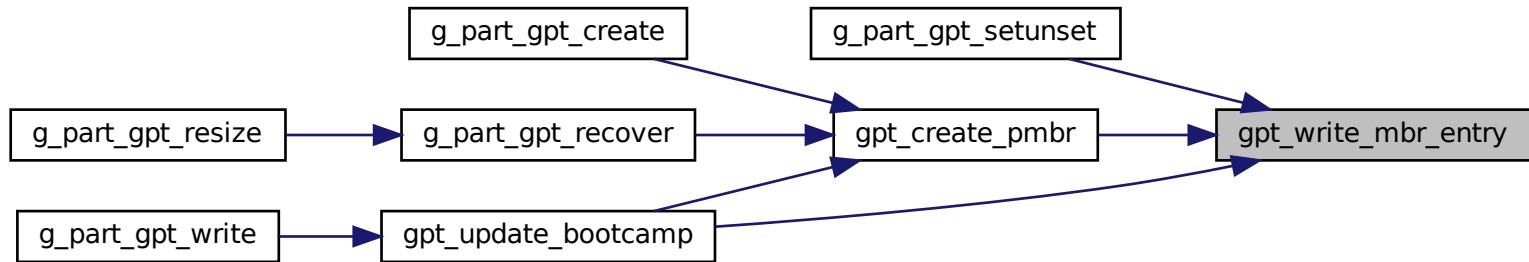 g_part_gpt_create
g_part_gpt_setunset
g_part_gpt_resize
g_part_gpt_recover
gpt_create_pmbr
gpt_write_mbr_entry
g_part_gpt_write
gpt_update_bootcamp